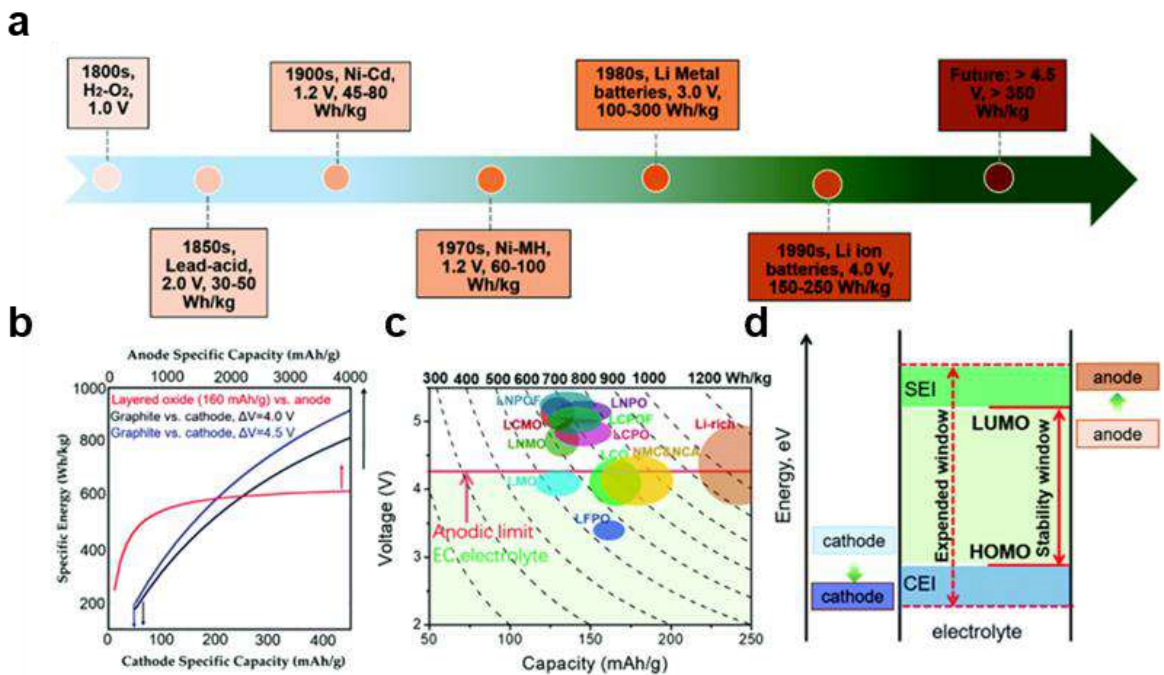 a
1800s,
H2-O2,
1.0 V
1900s, Ni-Cd,
1.2 V, 45-80
Wh/kg
1980s, Li Metal
batteries, 3.0 V,
100-300 Wh/kg
Future: > 4.5
V, > 350
Wh/kg
1850s,
Lead-acid,
2.0 V, 30-50
Wh/kg
1970s, Ni-MH,
1.2 V, 60-100
Wh/kg
1990s, Li ion
batteries, 4.0 V,
150-250 Wh/kg
b
Anode Specific Capacity (mAh/g)
0 1000 2000 3000 4000
Layered oxide (160 mAh/g) vs. anode
Graphite vs. cathode, ΔV=4.0 V
Graphite vs. cathode, ΔV=4.5 V
Specific Energy (Wh/kg)
1000
800
600
400
200
0 100 200 300 400
Cathode Specific Capacity (mAh/g)
c
300 400 500 600 700 800 900 1000 1200 Wh/kg
LNPOF
LNPO
LCMO
LCPOF
LNMO
LCPO
Li-rich
LCO
NMC&NCA
LMO
LFPO
Anodic limit
EC electrolyte
Voltage (V)
5
4
3
2
50 100 150 200 250
Capacity (mAh/g)
d
Energy, eV
cathode
cathode
SEI
LUMO
Expended window
Stability window
HOMO
CEI
electrolyte
anode
anode